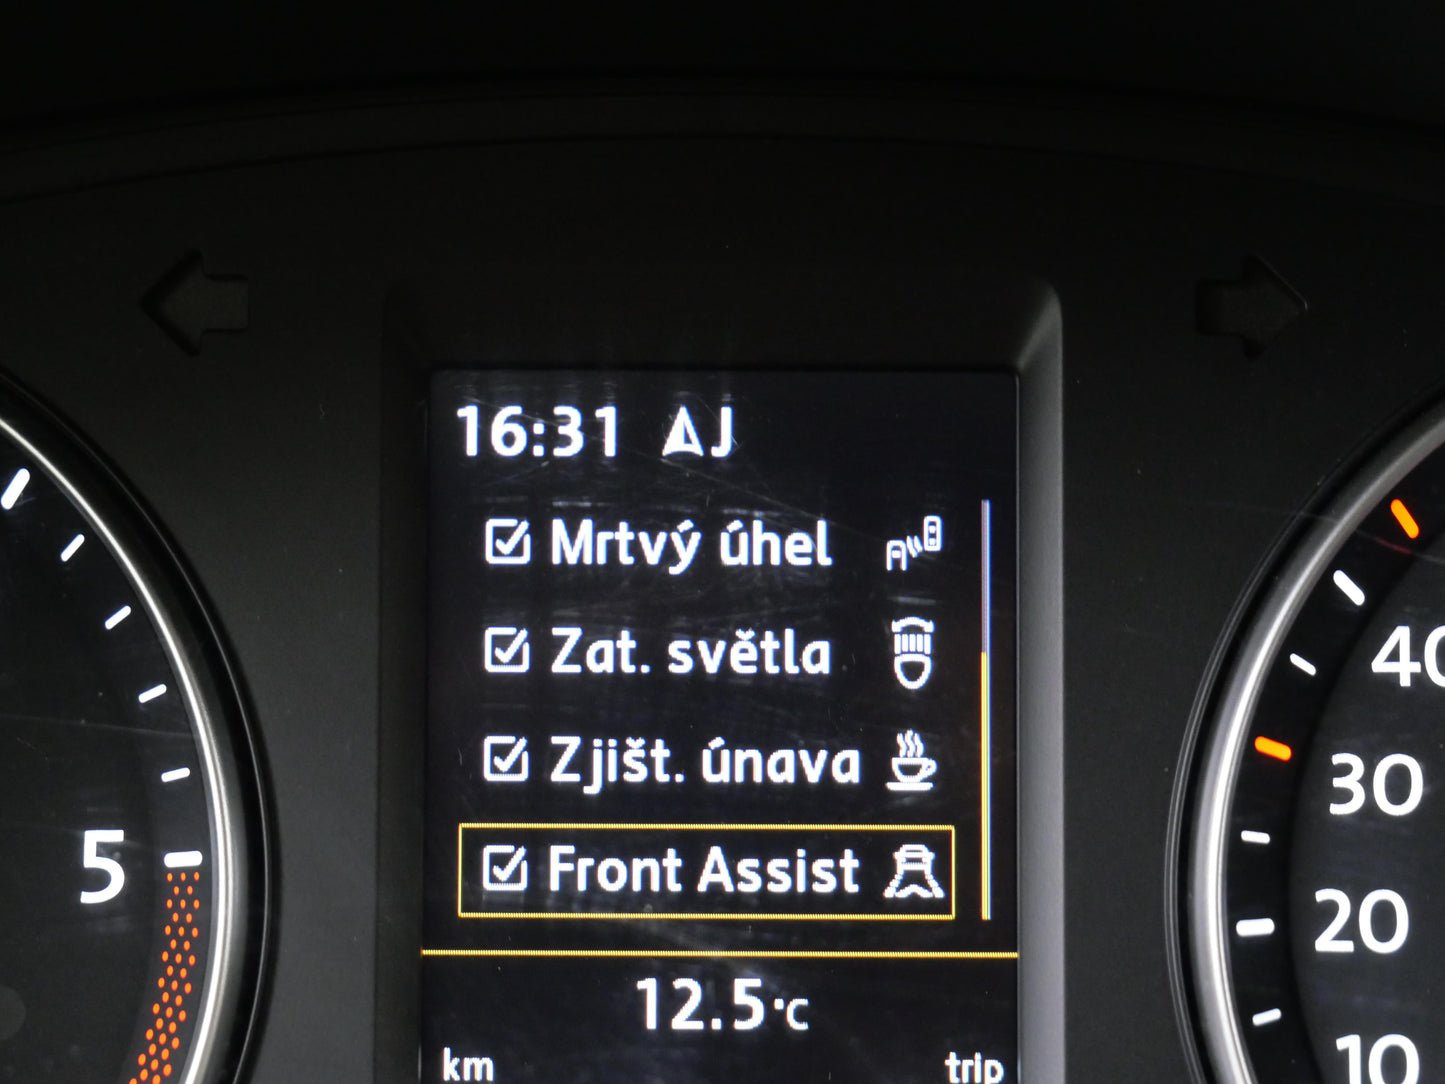 16:31 J
Mrtvý úhel
Zat. světla
Zjišt. únava
Front Assist
12.5°C
km trip
5
40
30
20
10